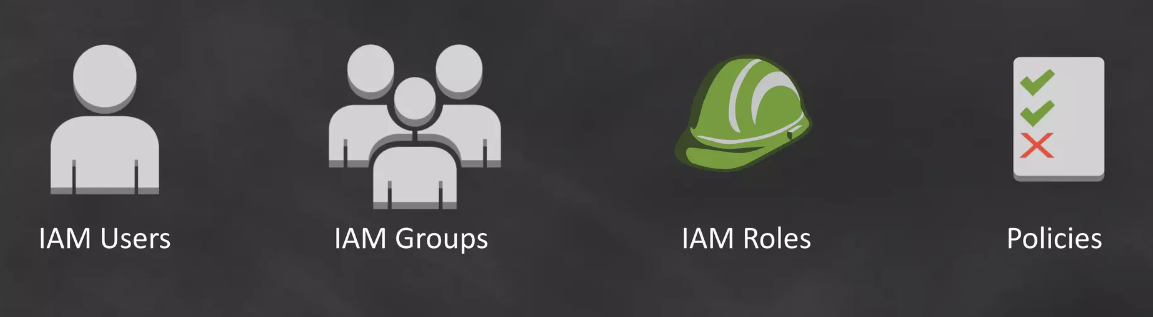 IAM Users
IAM Groups
IAM Roles
Policies